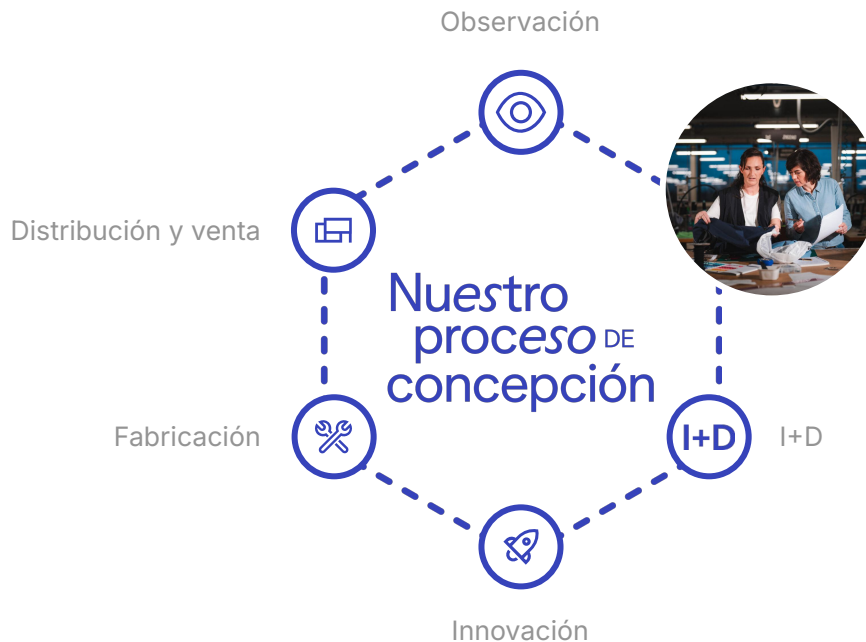 Observación
Distribución y venta
Nuestro
proceso DE
concepción
Fabricación
I+D
I+D
Innovación